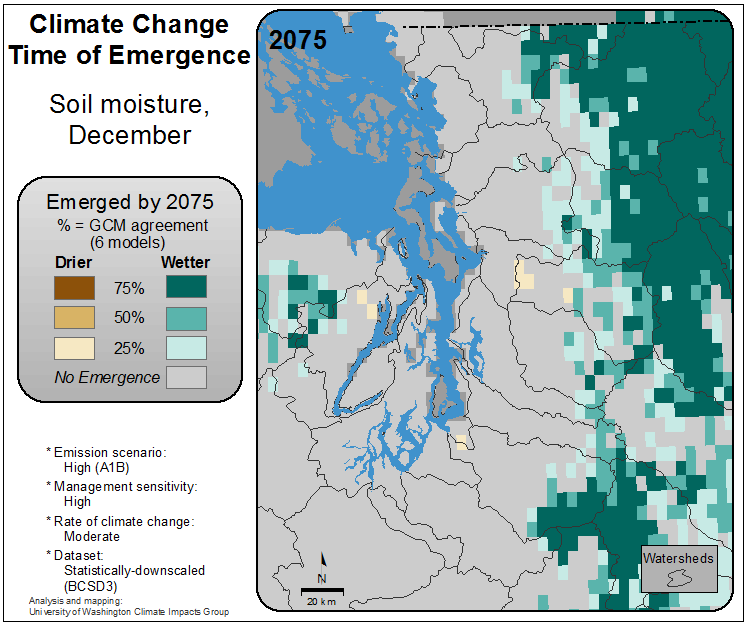 Climate Change
Time of Emergence
Soil moisture,
December
Emerged by 2075
% = GCM agreement
(6 models)
Drier Wetter
75%
50%
25%
No Emergence
* Emission scenario:
High (A1B)
* Management sensitivity:
High
* Rate of climate change:
Moderate
* Dataset:
Statistically-downscaled
(BCSD3)
Analysis and mapping:
University of Washington Climate Impacts Group
2075
N
20 km
Watersheds